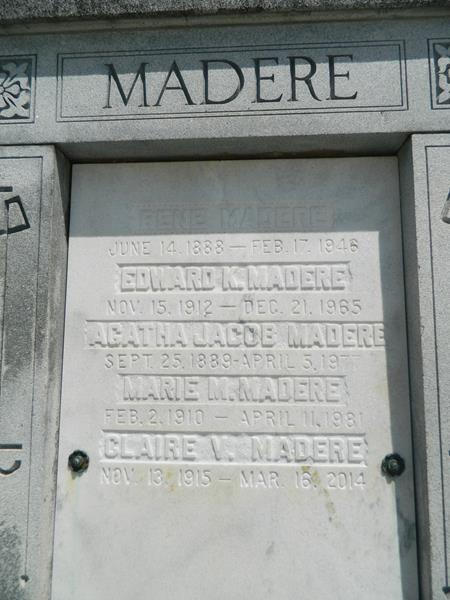 MADERE
RENE MADERE
JUNE 14, 1888 — FEB. 17, 1946
EDWARD K. MADERE
NOV. 15, 1912 — DEC. 21, 1965
AGATHA JACOB MADERE
SEPT. 25, 1889 - APRIL 5,
MARIE M. MADERE
FEB. 2, 1910 — APRIL 11, 1981
CLAIRE V. MADERE
NOV. 13, 1915 — MAR. 16, 2014